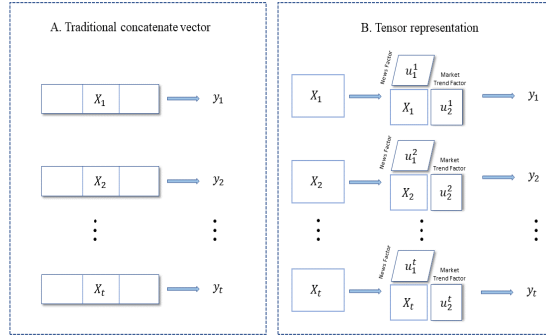 A. Traditional concatenate vector
X₁ y₁
X₂ y₂
Xₜ yₜ
B. Tensor representation
News Factor
u₁¹
Market
Trend Factor
X₁ X₁ u₂¹ y₁
News Factor
u₁²
Market
Trend Factor
X₂ X₂ u₂² y₂
News Factor
u₁ᵗ
Market
Trend Factor
Xₜ Xₜ u₂ᵗ yₜ